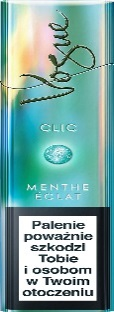 Vogue
CLIC
MENTHE
ÉCLAT
Palenie
poważnie
szkodzi
Tobie
i osobom
w Twoim
otoczeniu